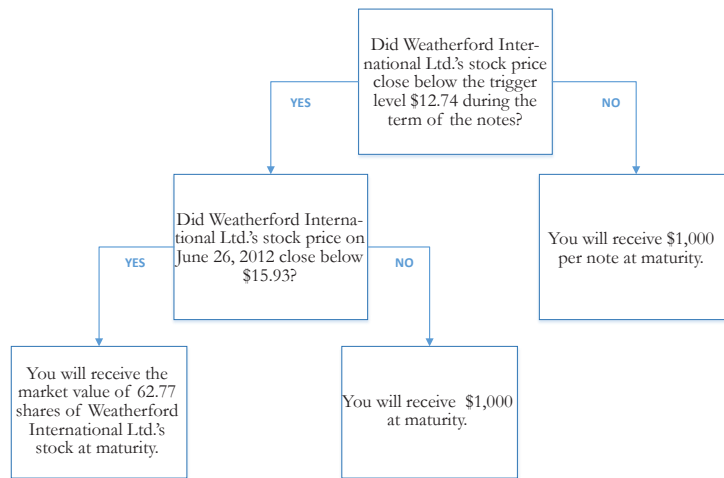 Did Weatherford Inter-
national Ltd.'s stock price
close below the trigger
level $12.74 during the
term of the notes?
YES
NO
Did Weatherford Interna-
tional Ltd.'s stock price on
June 26, 2012 close below
$15.93?
You will receive $1,000
per note at maturity.
YES
NO
You will receive the
market value of 62.77
shares of Weatherford
International Ltd.'s
stock at maturity.
You will receive $1,000
at maturity.